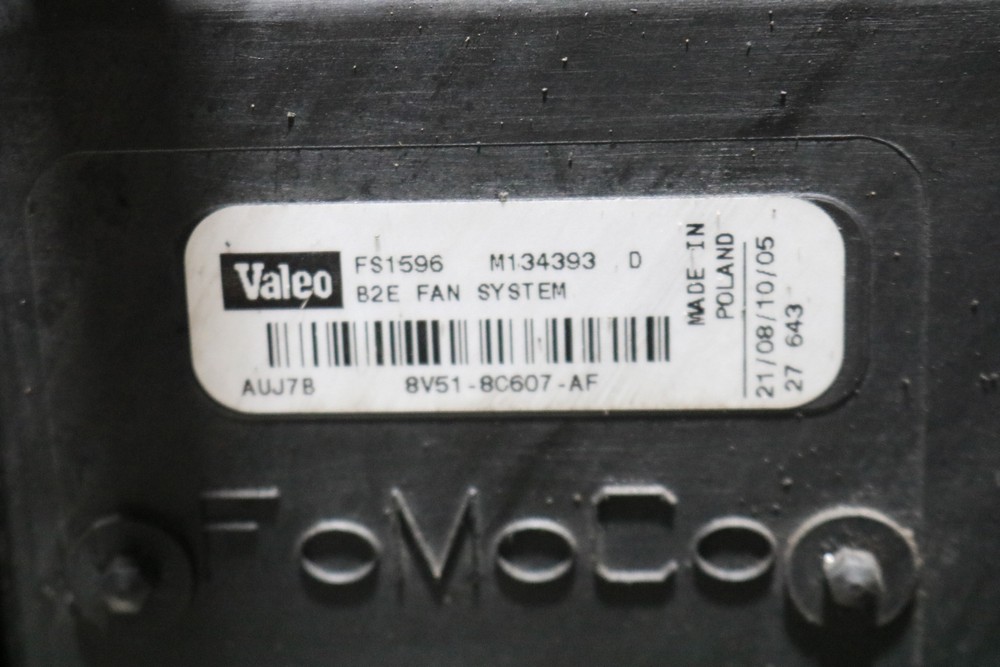 Valeo
FS1596 M134393 D
B2E FAN SYSTEM
AUJ7B 8V51-8C607-AF
MADE IN
POLAND
21/08/10/05
27 643
FoMoCo